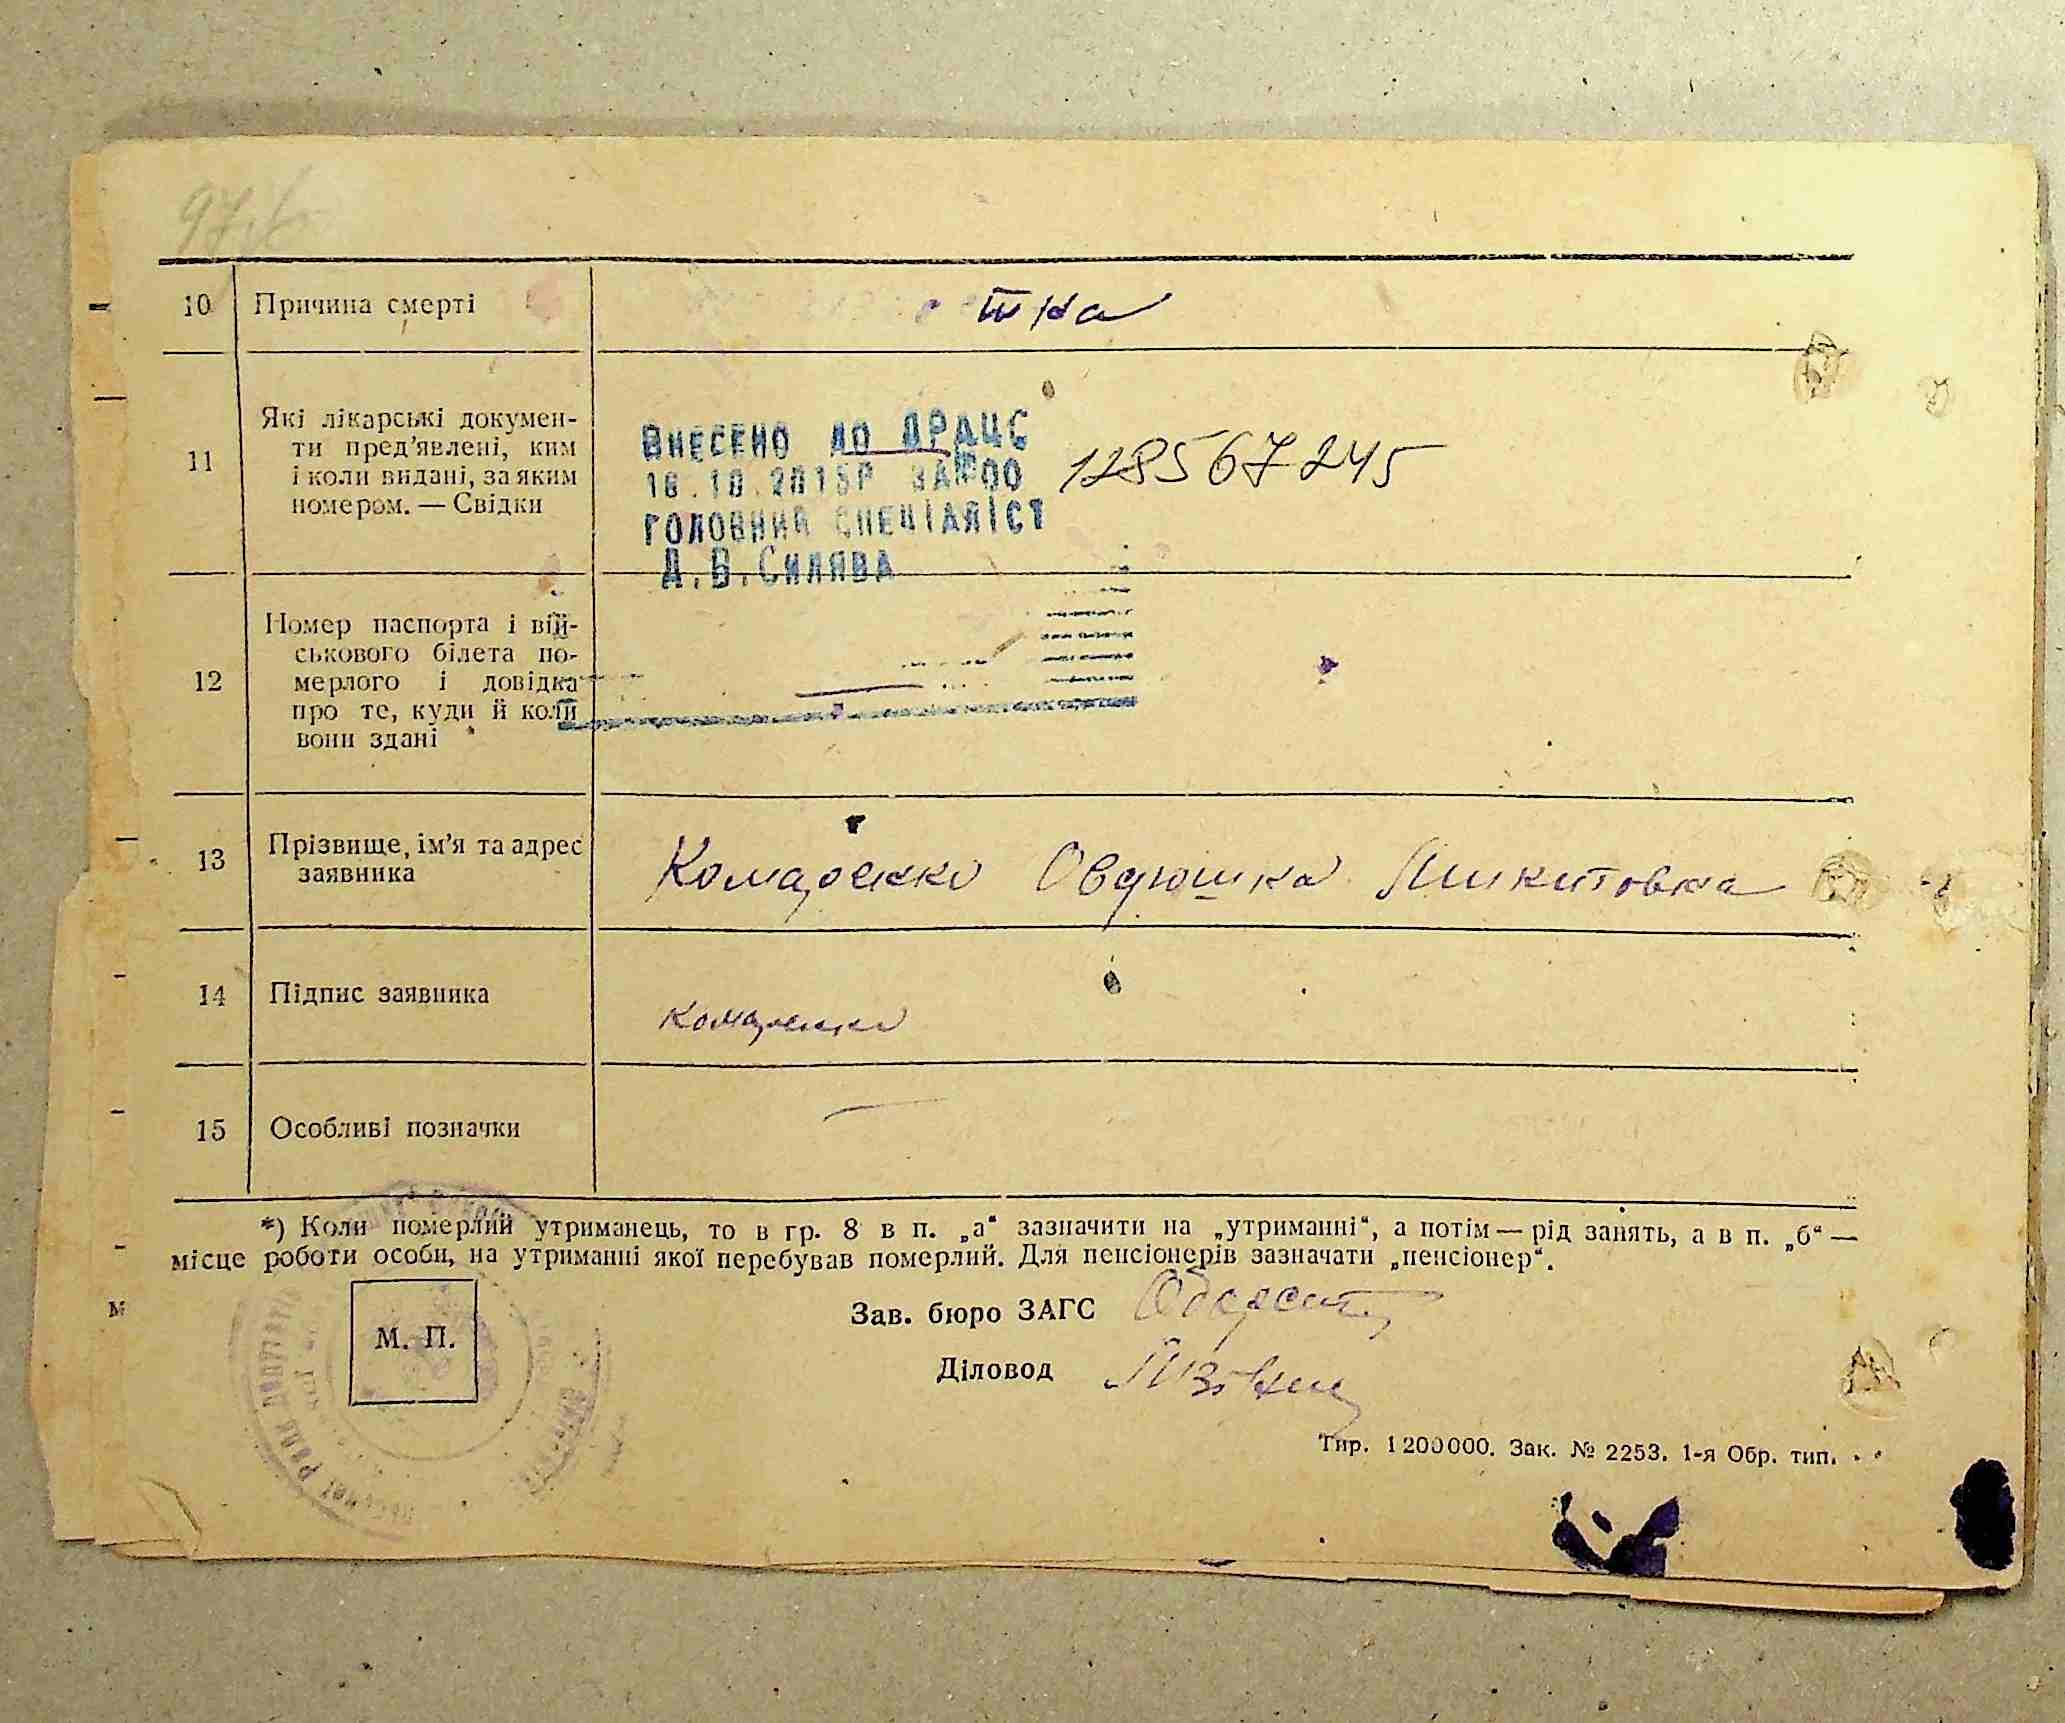 10 Причина смерті
11 Які лікарські докумен-
ти пред'явлені, ким
і коли видані, за яким
номером. — Свідки
Внесено до ДРАЦС
10.2015р за №00 128567245
головний спеціаліст
А.В.Силява
12 Номер паспорта і вій-
ськового білета по-
мерлого і довідка
про те, куди й коли
вони здані
13 Прізвище, ім'я та адрес
заявника
Комаренко Овдюшка Микитовна
14 Підпис заявника
комаренко
15 Особливі позначки
*) Коли померлий утриманець, то в гр. 8 в п. „а“ зазначити на „утриманні“, а потім — рід занять, а в п. „б“ —
місце роботи особи, на утриманні якої перебував померлий. Для пенсіонерів зазначати „пенсіонер“.
М. П.
Зав. бюро ЗАГС
Діловод
Тир. 1200000. Зак. № 2253. 1-я Обр. тип.